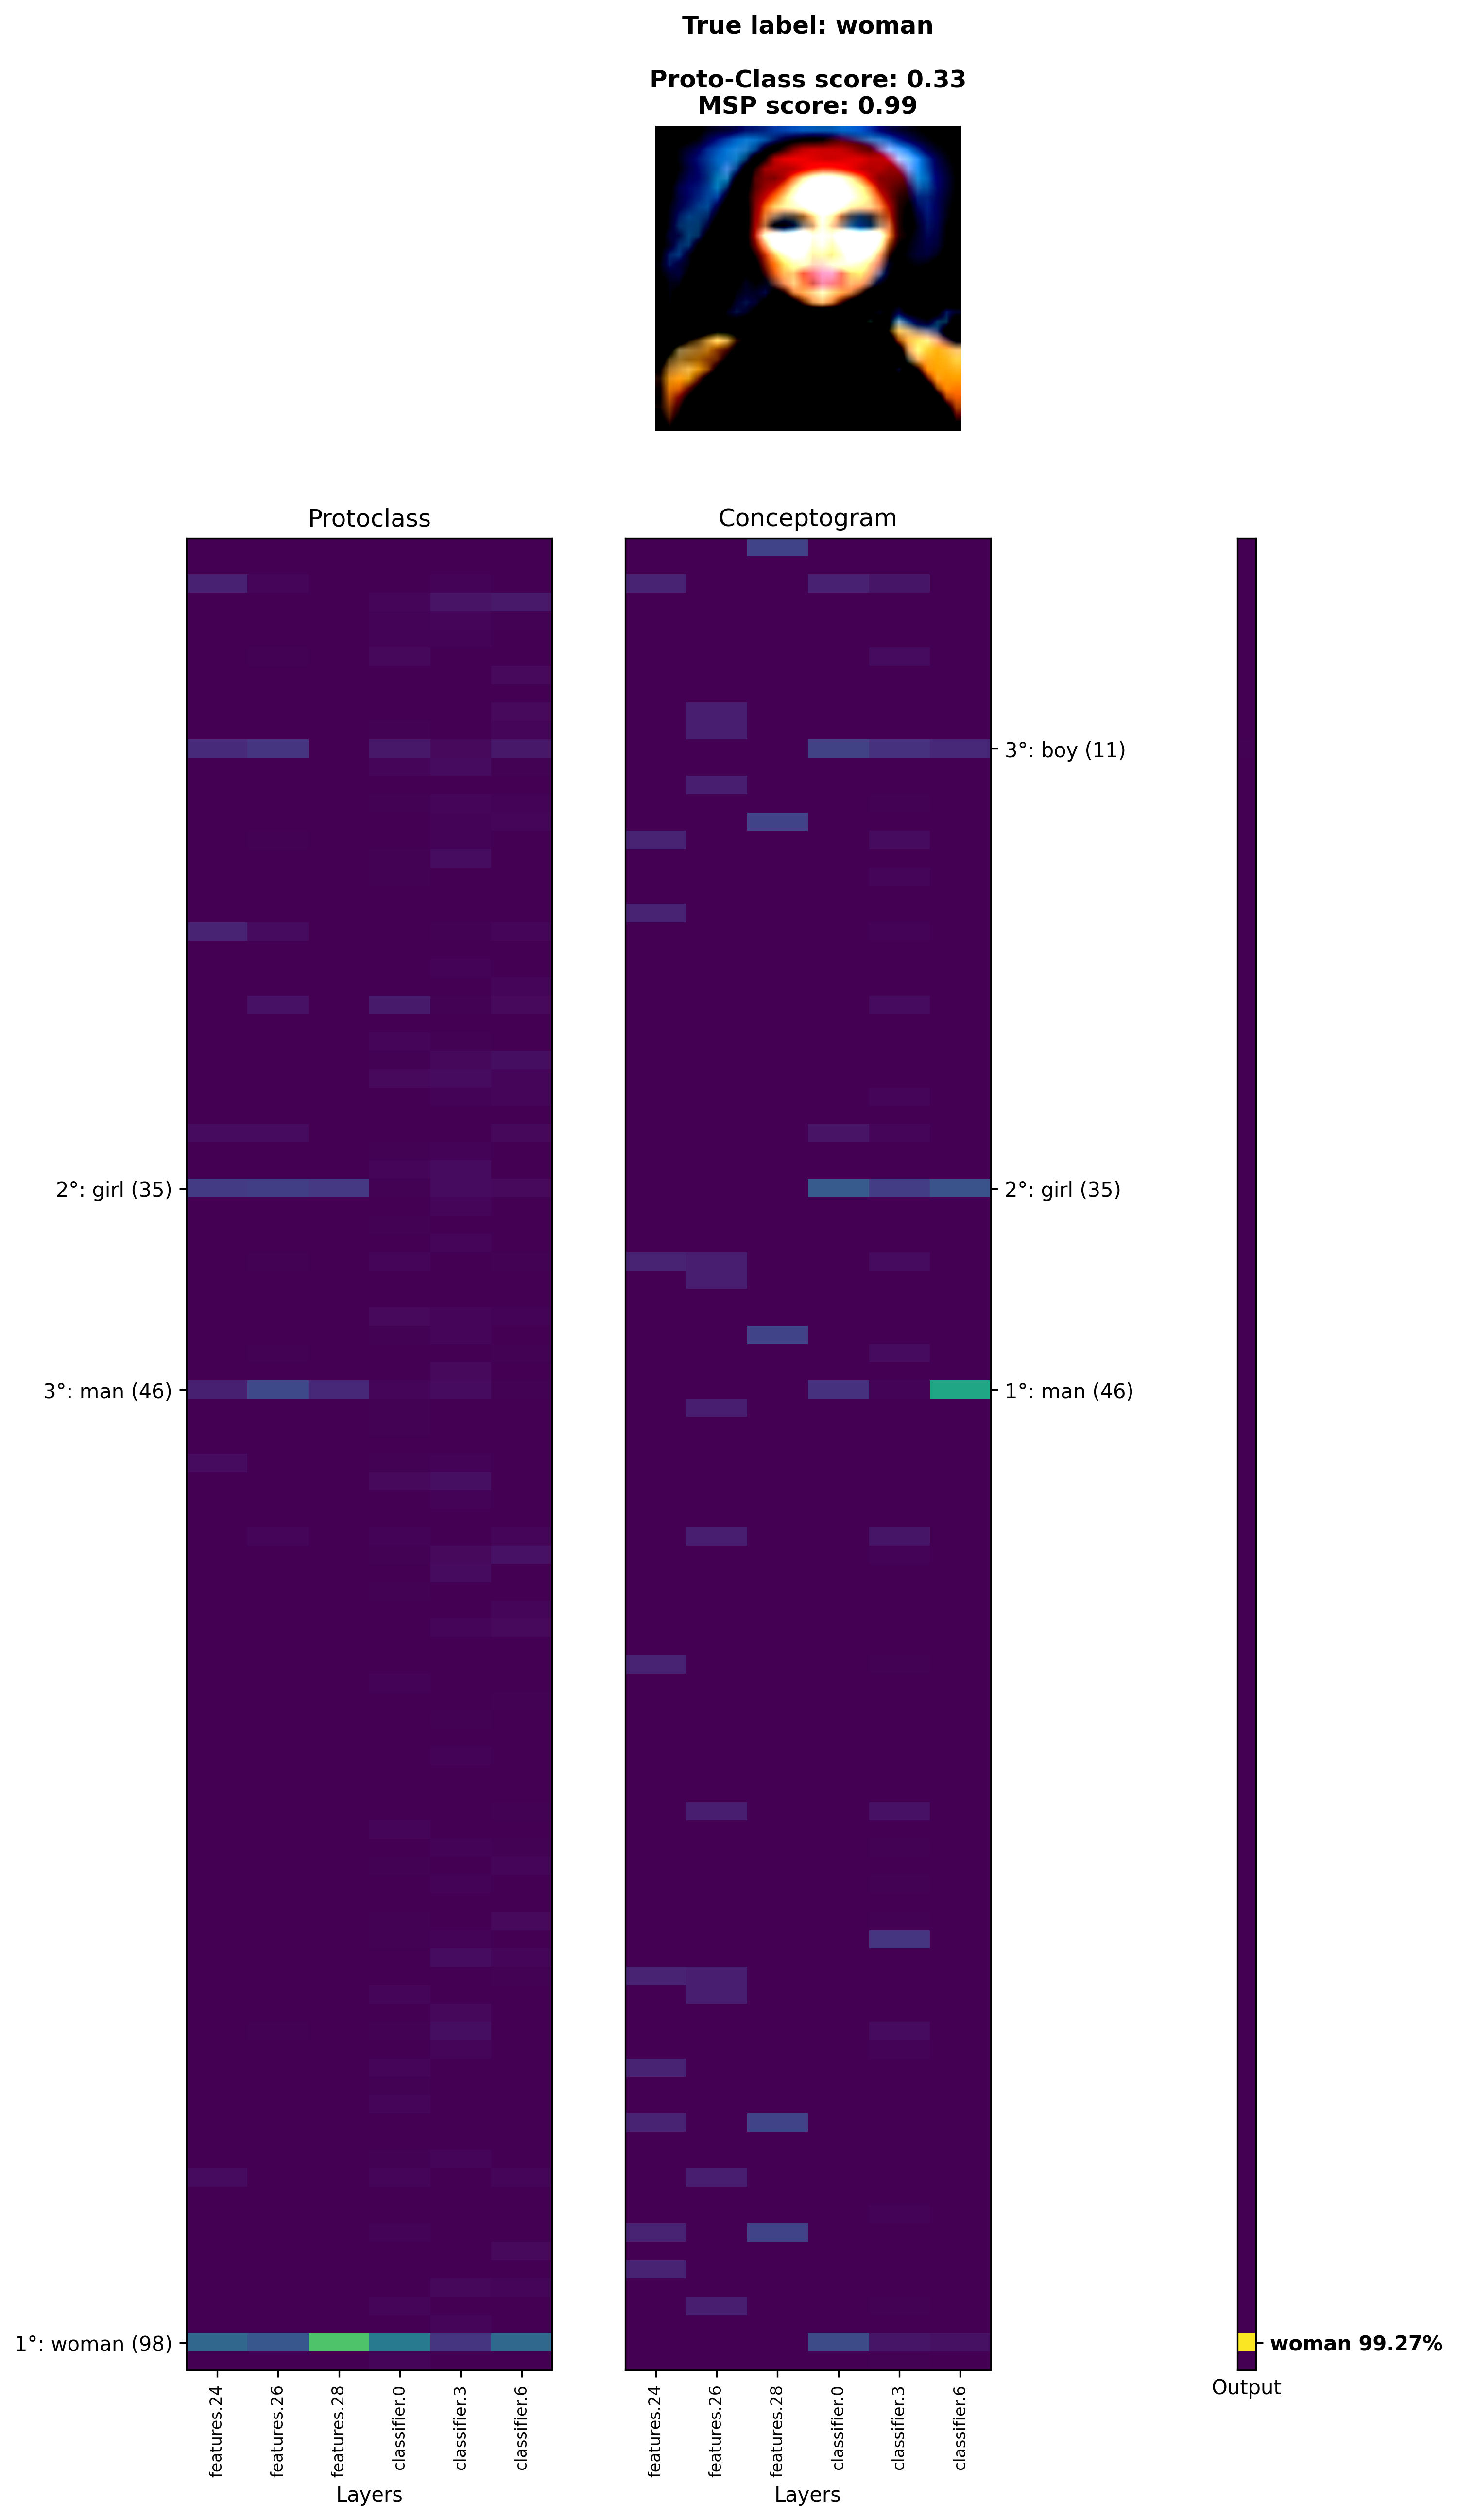 True label: woman
Proto-Class score: 0.33
MSP score: 0.99
Protoclass
Conceptogram
3°: boy (11)
2°: girl (35)
2°: girl (35)
3°: man (46)
1°: man (46)
1°: woman (98)
woman 99.27%
Output
features.24
features.26
features.28
classifier.0
classifier.3
classifier.6
features.24
features.26
features.28
classifier.0
classifier.3
classifier.6
Layers
Layers